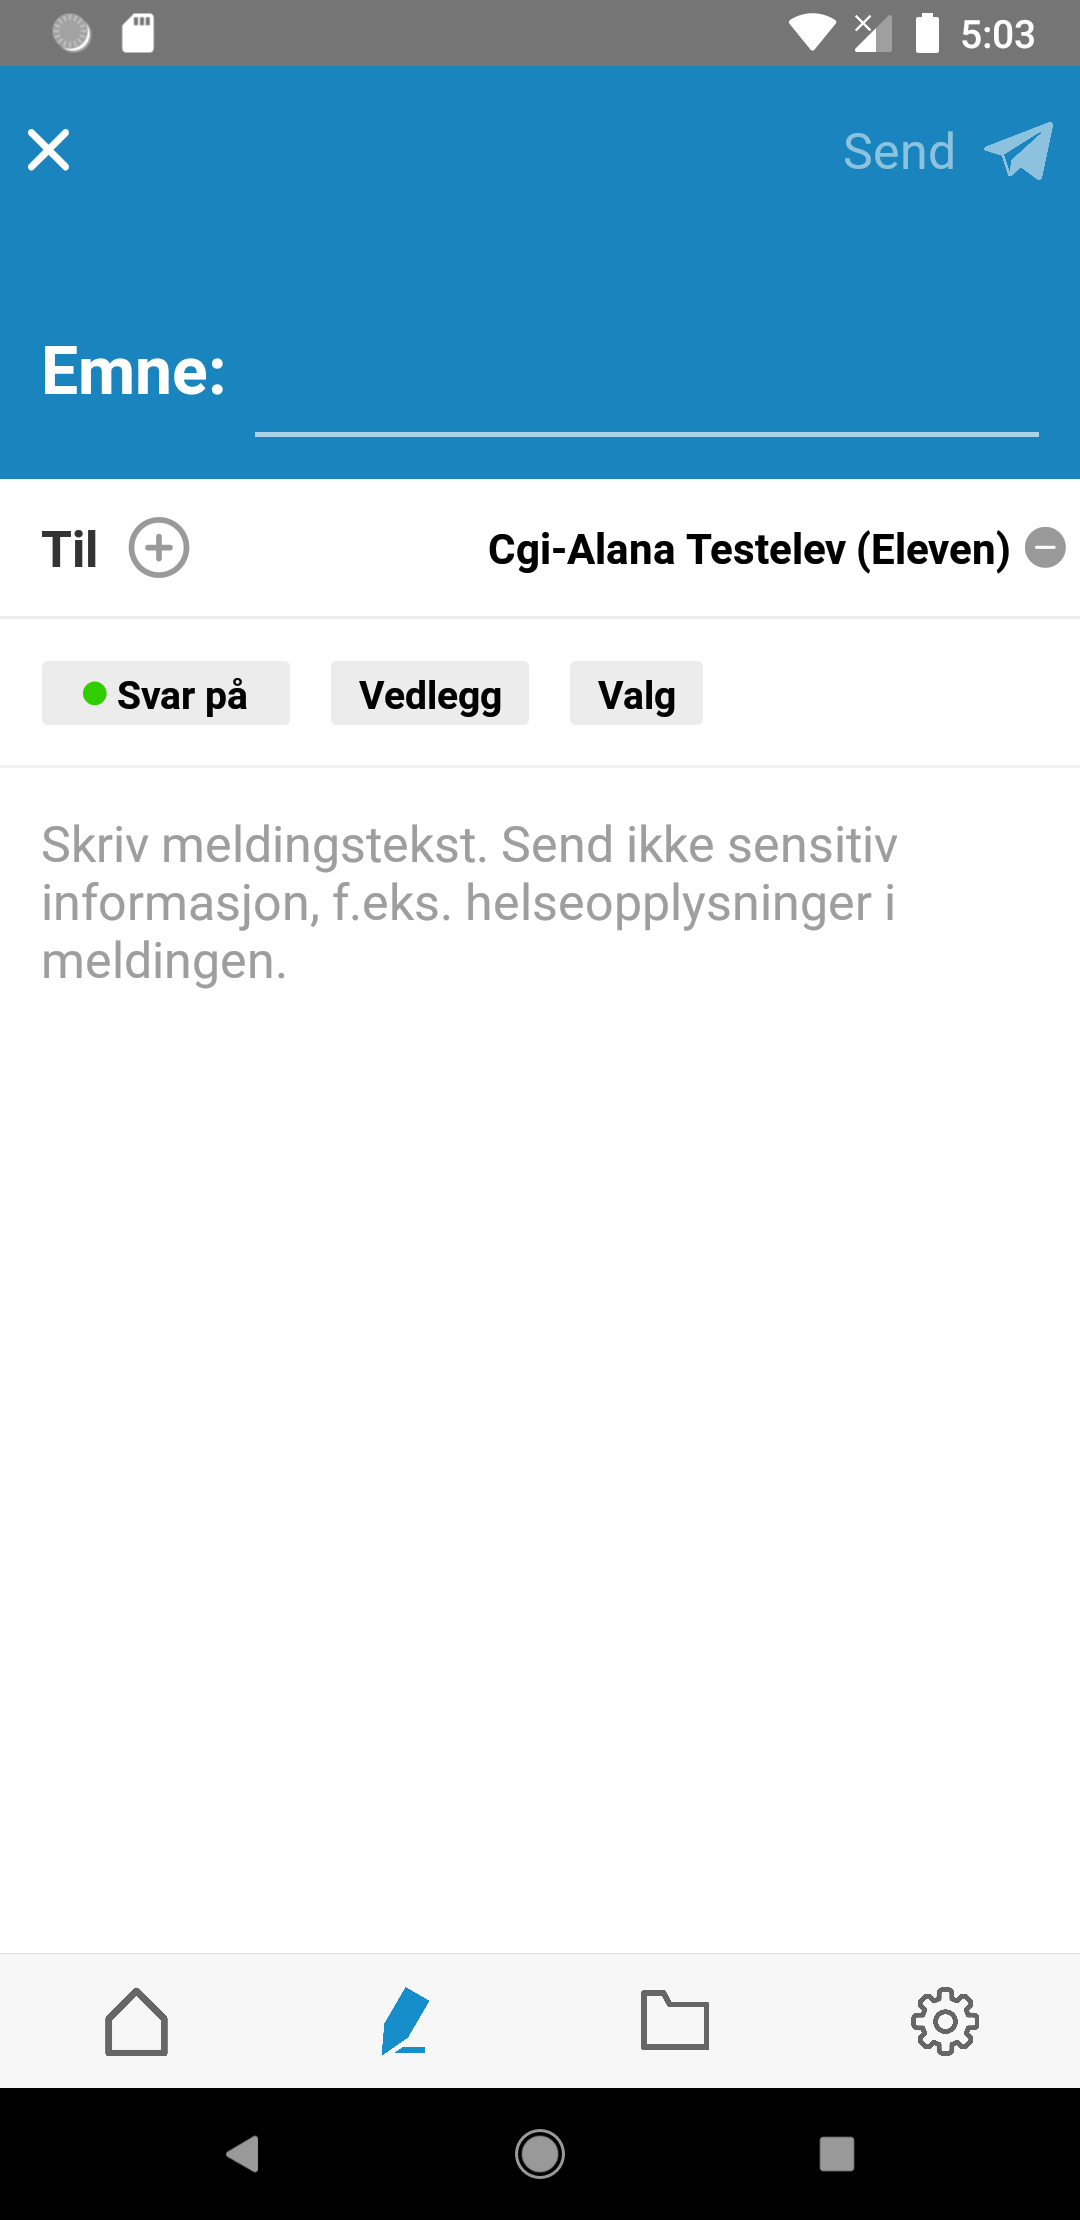 5:03
Send
Emne:
Til
Cgi-Alana Testelev (Eleven)
Svar på
Vedlegg
Valg
Skriv meldingstekst. Send ikke sensitiv
informasjon, f.eks. helseopplysninger i
meldingen.